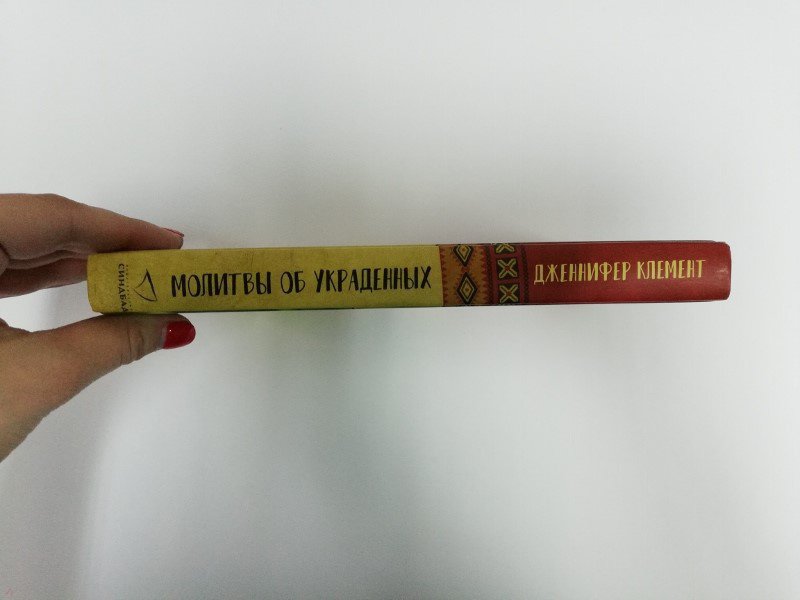 СИНДБАД
МОЛИТВЫ ОБ УКРАДЕННЫХ
ДЖЕННИФЕР КЛЕМЕНТ